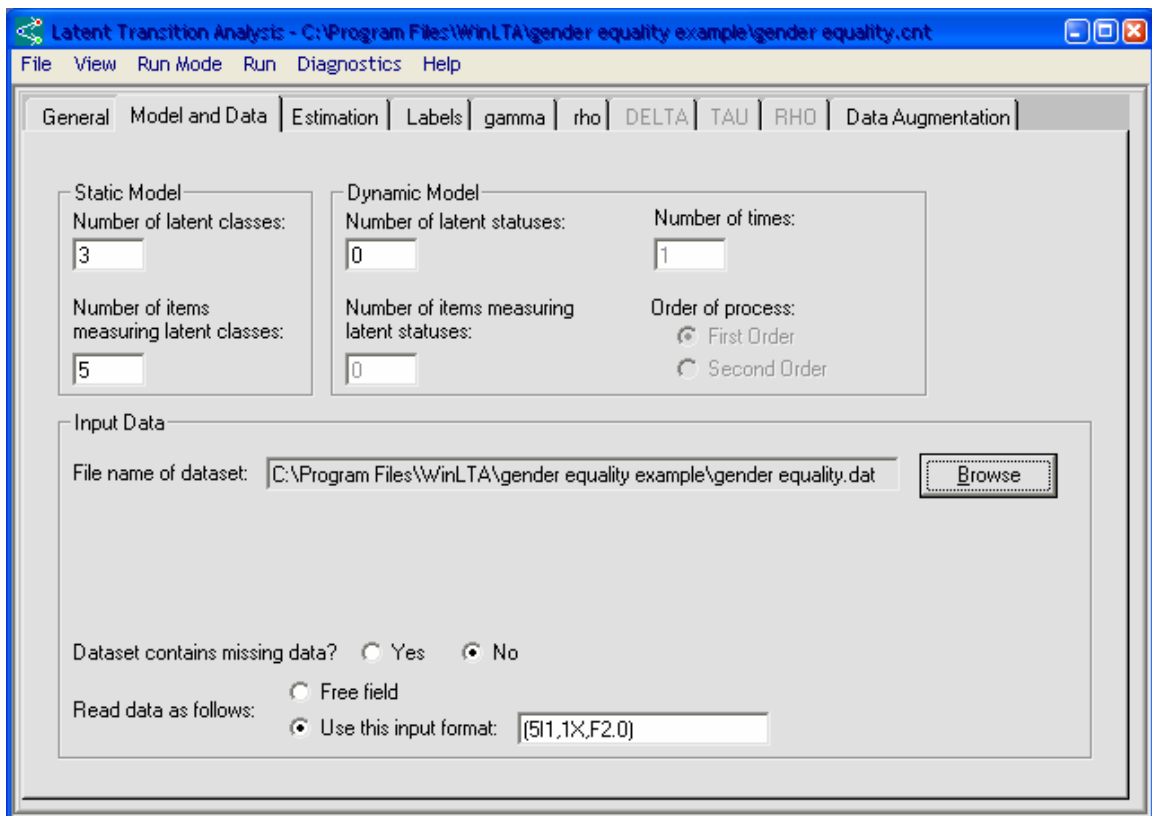 Latent Transition Analysis - C:\Program Files\WinLTA\gender equality example\gender equality.cnt
File View Run Mode Run Diagnostics Help
General Model and Data Estimation Labels gamma rho DELTA TAU RHO Data Augmentation
Static Model
Number of latent classes:
3
Number of items
measuring latent classes:
5
Dynamic Model
Number of latent statuses:
0
Number of times:
1
Number of items measuring
latent statuses:
0
Order of process:
First Order
Second Order
Input Data
File name of dataset: C:\Program Files\WinLTA\gender equality example\gender equality.dat Browse
Dataset contains missing data? Yes No
Read data as follows:
Free field
Use this input format: (5I1,1X,F2.0)